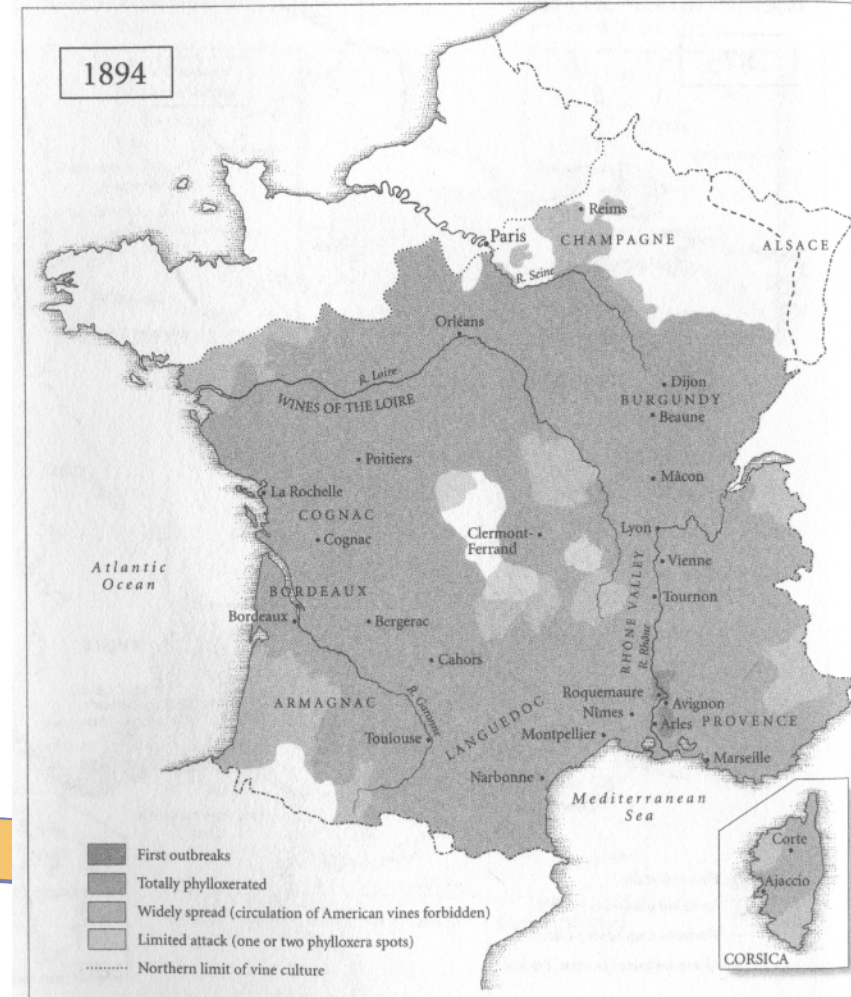 1894
Reims
Paris
CHAMPAGNE
ALSACE
R. Seine
Orléans
R. Loire
WINES OF THE LOIRE
Dijon
BURGUNDY
Beaune
Poitiers
Mâcon
La Rochelle
COGNAC
Cognac
Clermont-
Ferrand
Lyon
Vienne
Atlantic
Ocean
BORDEAUX
Tournon
Bordeaux
Bergerac
RHÔNE VALLEY
R. Rhône
Cahors
ARMAGNAC
R. Garonne
LANGUEDOC
Roquemaure
Avignon
Nîmes
Arles
PROVENCE
Toulouse
Montpellier
Marseille
Narbonne
Mediterranean
Sea
Corte
Ajaccio
CORSICA
First outbreaks
Totally phylloxerated
Widely spread (circulation of American vines forbidden)
Limited attack (one or two phylloxera spots)
Northern limit of vine culture